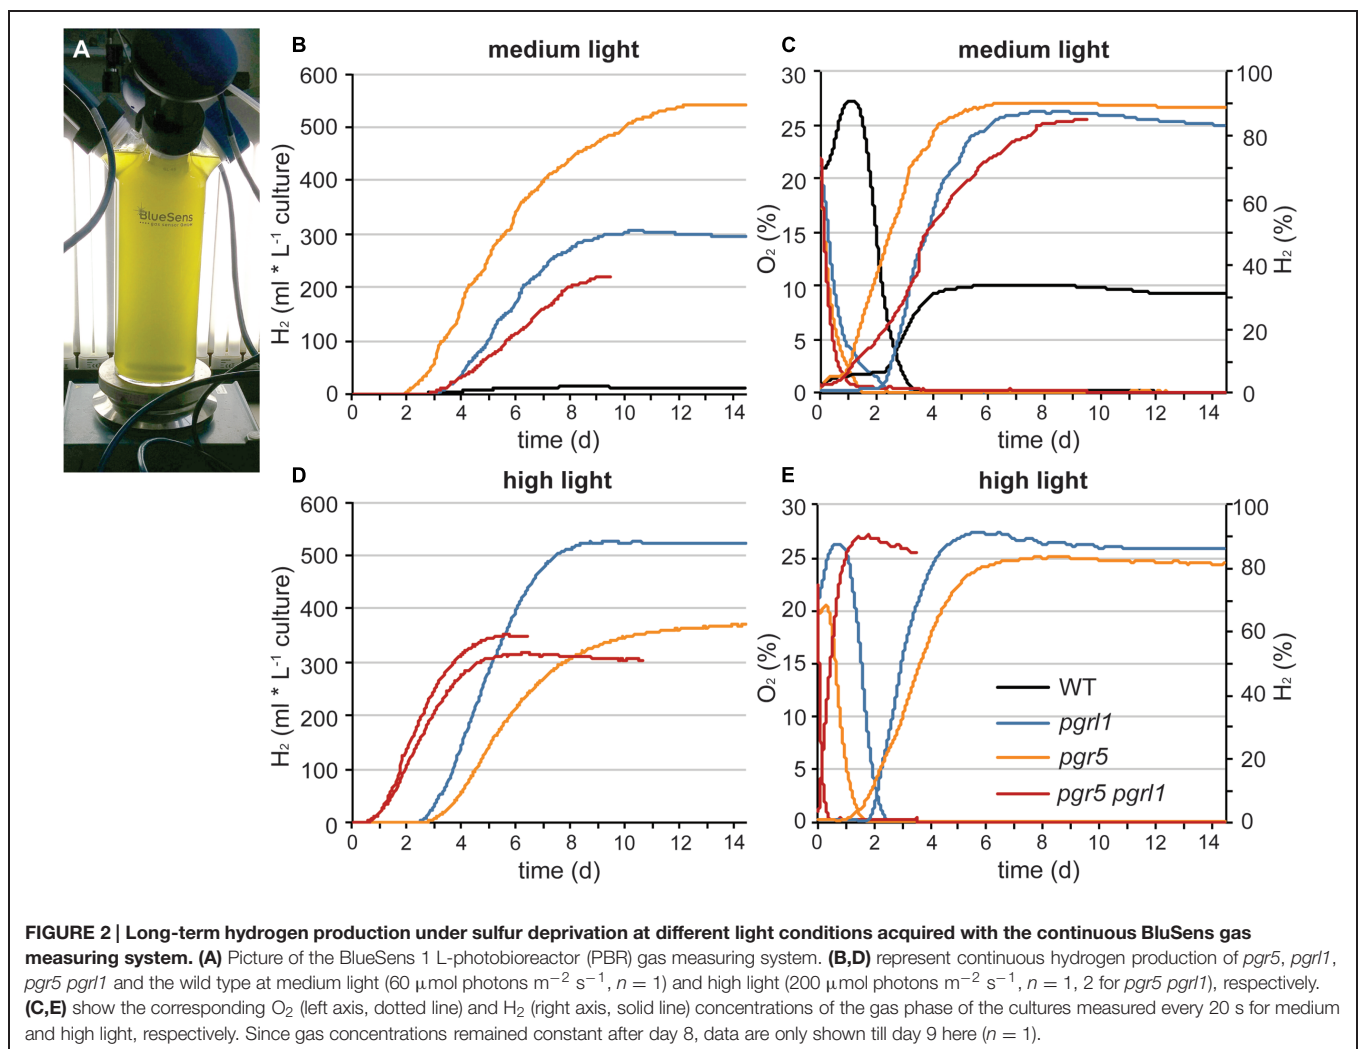 A
BlueSens
B
medium light
600
500
400
300
200
100
0
H₂ (ml * L⁻¹ culture)
0 2 4 6 8 10 12 14
time (d)
C
medium light
30
25
20
15
10
5
0
O₂ (%)
100
80
60
40
20
0
H₂ (%)
0 2 4 6 8 10 12 14
time (d)
D
high light
600
500
400
300
200
100
0
H₂ (ml * L⁻¹ culture)
0 2 4 6 8 10 12 14
time (d)
E
high light
30
25
20
15
10
5
0
O₂ (%)
100
80
60
40
20
0
H₂ (%)
WT
pgrl1
pgr5
pgr5 pgrl1
0 2 4 6 8 10 12 14
time (d)
FIGURE 2 | Long-term hydrogen production under sulfur deprivation at different light conditions acquired with the continuous BluSens gas
measuring system. (A) Picture of the BlueSens 1 L-photobioreactor (PBR) gas measuring system. (B,D) represent continuous hydrogen production of pgr5, pgrl1,
pgr5 pgrl1 and the wild type at medium light (60 μmol photons m⁻² s⁻¹, n = 1) and high light (200 μmol photons m⁻² s⁻¹, n = 1, 2 for pgr5 pgrl1), respectively.
(C,E) show the corresponding O₂ (left axis, dotted line) and H₂ (right axis, solid line) concentrations of the gas phase of the cultures measured every 20 s for medium
and high light, respectively. Since gas concentrations remained constant after day 8, data are only shown till day 9 here (n = 1).